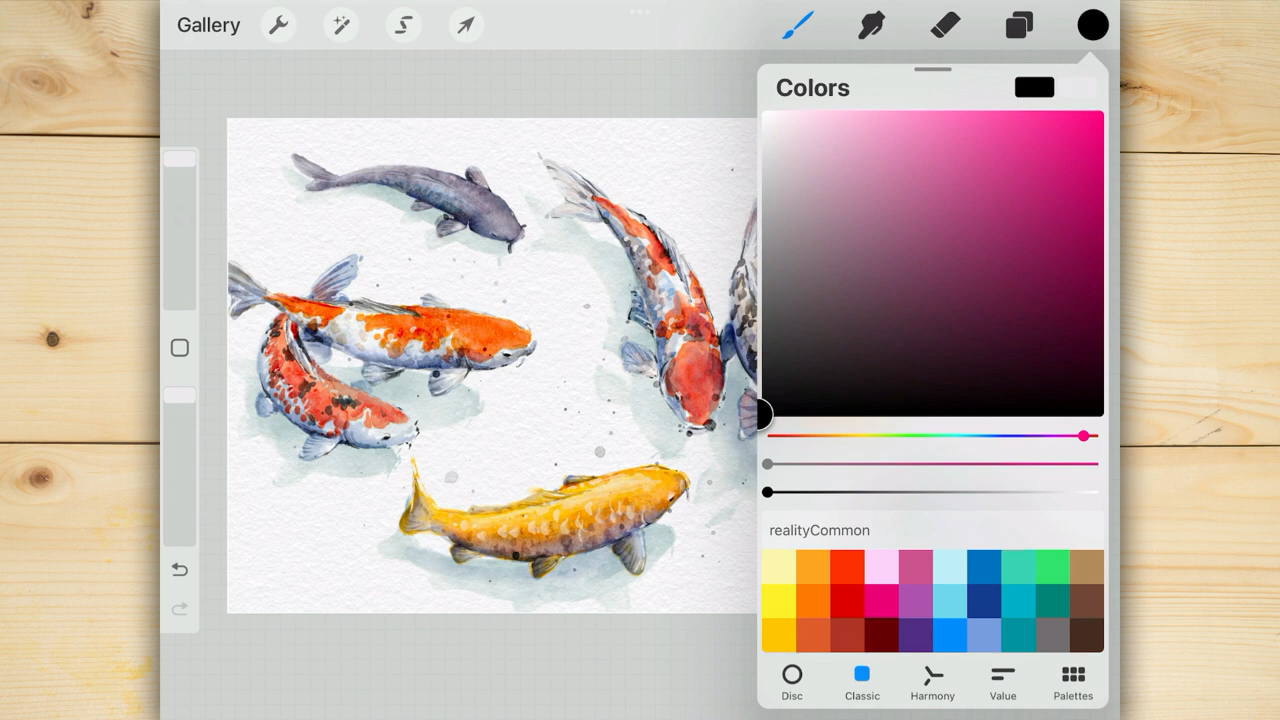 Gallery
Colors
realityCommon
Disc
Classic
Harmony
Value
Palettes